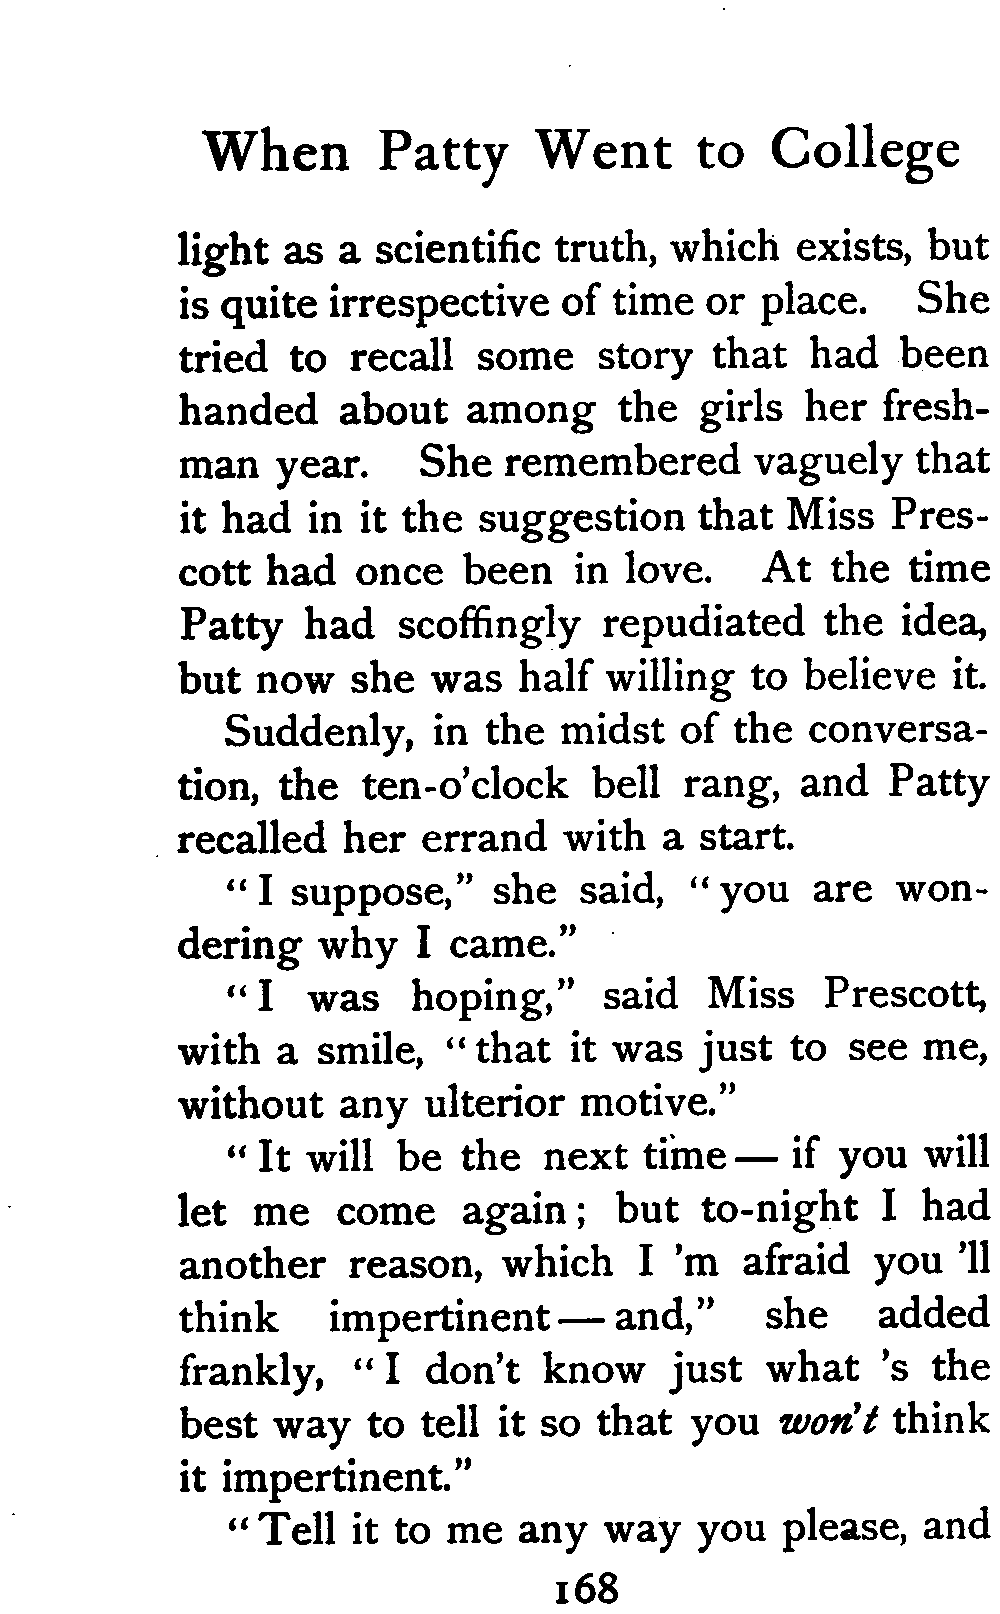 When Patty Went to College
light as a scientific truth, which exists, but
is quite irrespective of time or place. She
tried to recall some story that had been
handed about among the girls her fresh-
man year. She remembered vaguely that
it had in it the suggestion that Miss Pres-
cott had once been in love. At the time
Patty had scoffingly repudiated the idea,
but now she was half willing to believe it.
Suddenly, in the midst of the conversa-
tion, the ten-o'clock bell rang, and Patty
recalled her errand with a start.
"I suppose," she said, "you are won-
dering why I came."
"I was hoping," said Miss Prescott,
with a smile, "that it was just to see me,
without any ulterior motive."
"It will be the next time — if you will
let me come again; but to-night I had
another reason, which I 'm afraid you 'll
think impertinent — and," she added
frankly, "I don't know just what 's the
best way to tell it so that you won't think
it impertinent."
"Tell it to me any way you please, and
168